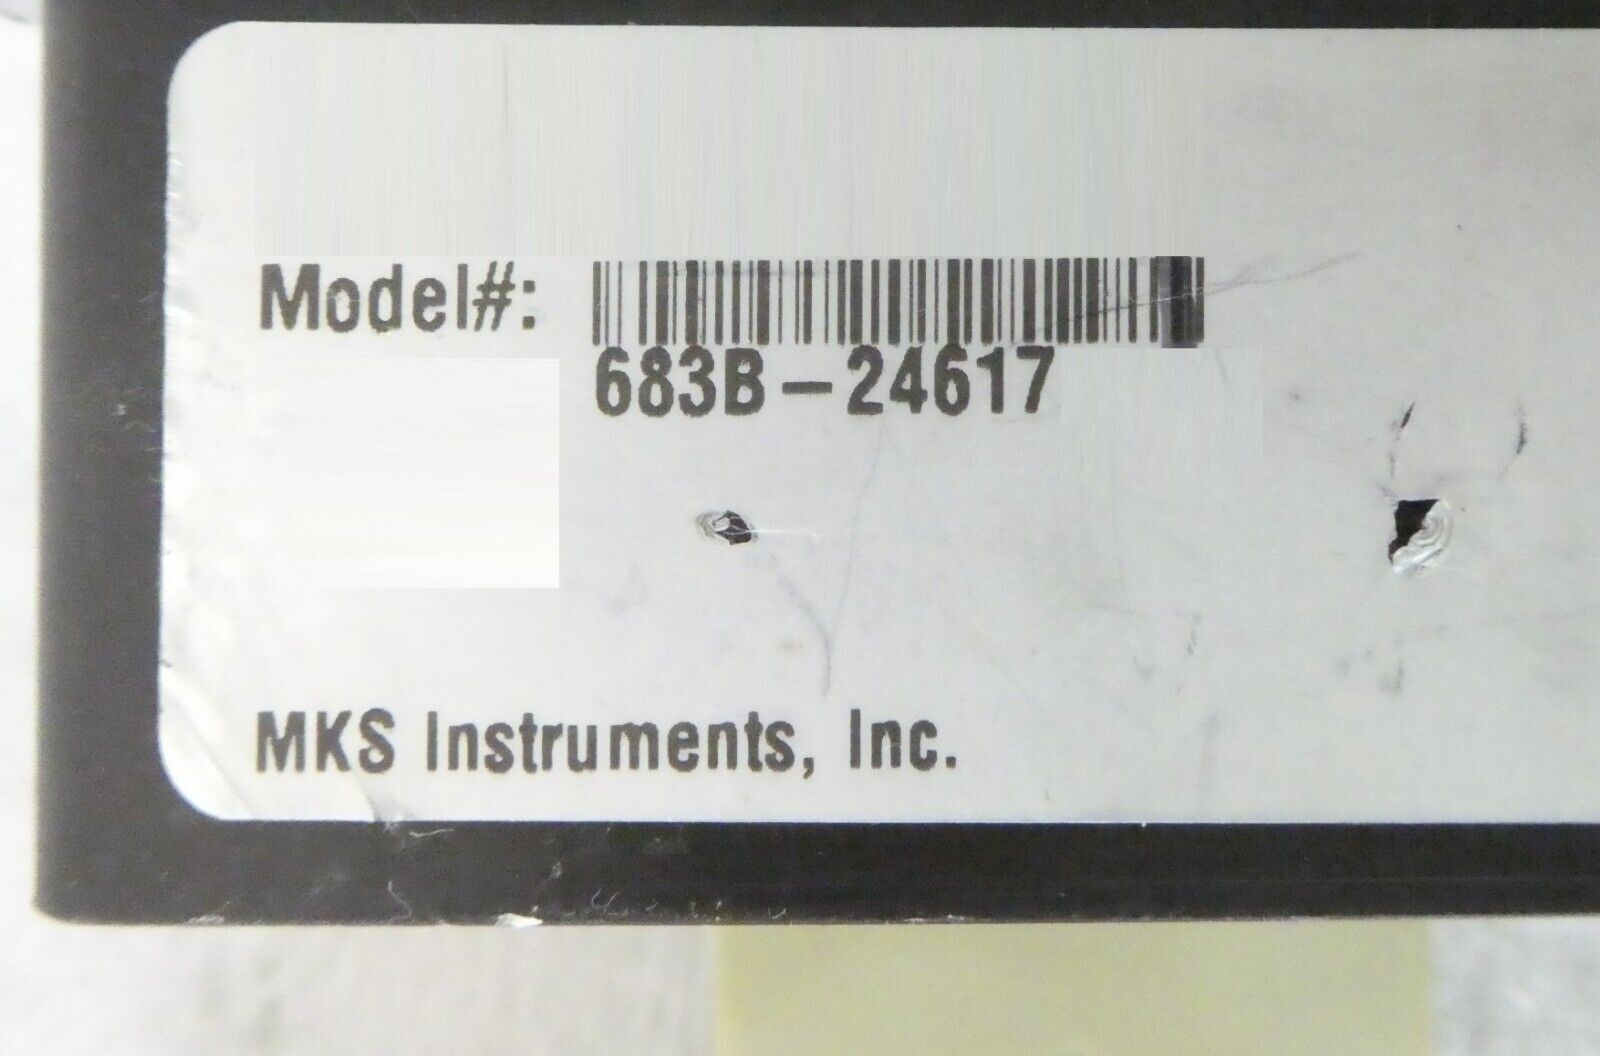 Model#:
683B-24617
MKS Instruments, Inc.